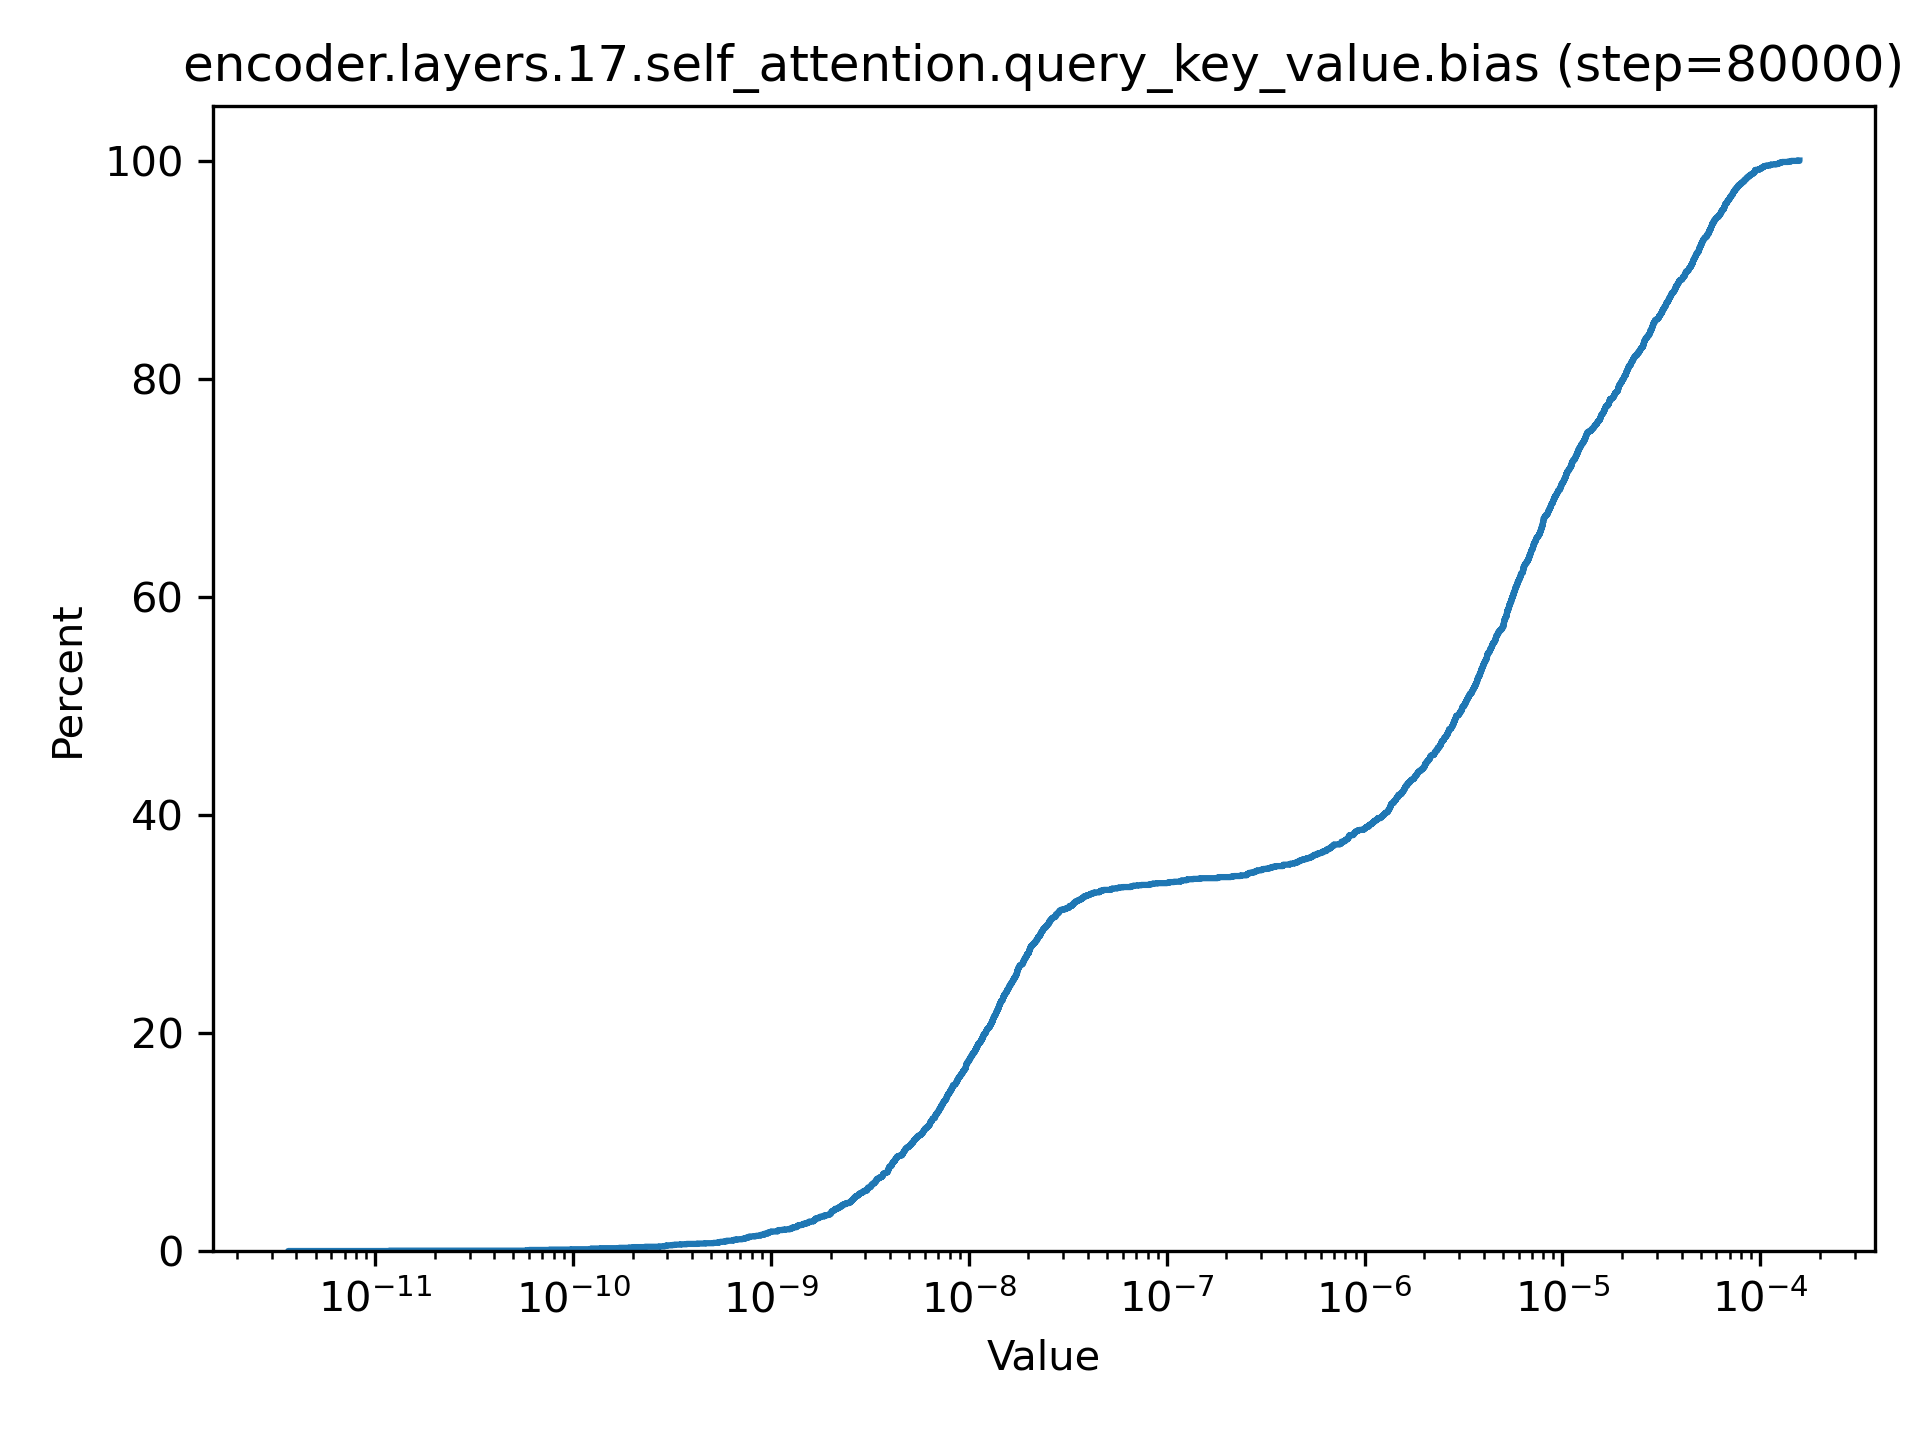 encoder.layers.17.self_attention.query_key_value.bias (step=80000)
100
80
60
40
20
0
Percent
10⁻¹¹ 10⁻¹⁰ 10⁻⁹ 10⁻⁸ 10⁻⁷ 10⁻⁶ 10⁻⁵ 10⁻⁴
Value